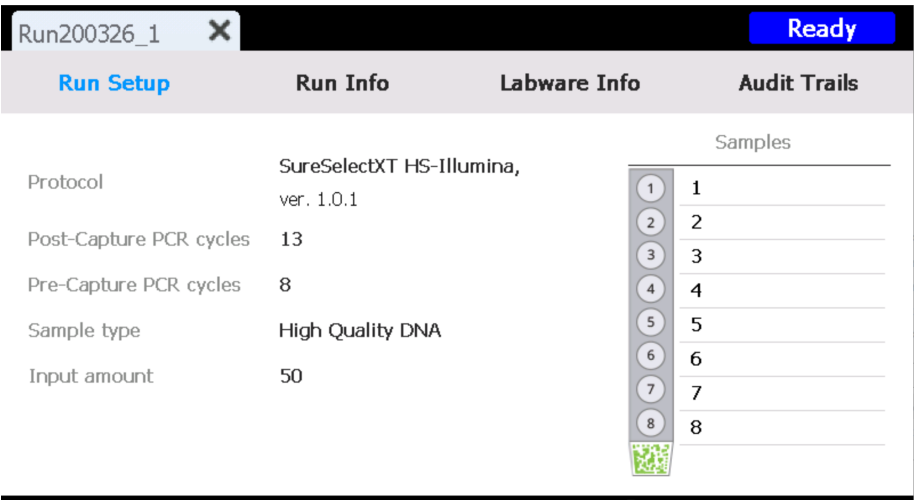 Run200326_1
Ready
Run Setup
Run Info
Labware Info
Audit Trails
Samples
Protocol
SureSelectXT HS-Illumina,
ver. 1.0.1
Post-Capture PCR cycles
13
Pre-Capture PCR cycles
8
Sample type
High Quality DNA
Input amount
50
1 1
2 2
3 3
4 4
5 5
6 6
7 7
8 8